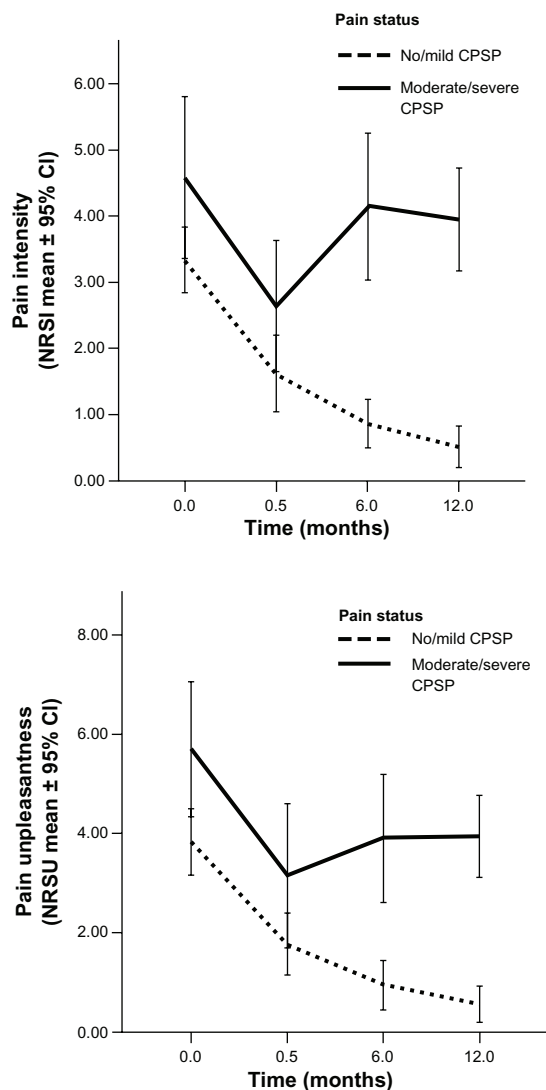 Pain status
No/mild CPSP
Moderate/severe
CPSP
6.00
5.00
4.00
3.00
2.00
1.00
0.00
Pain intensity
(NRSI mean ± 95% CI)
0.0
0.5
6.0
12.0
Time (months)
Pain status
No/mild CPSP
Moderate/severe
CPSP
8.00
6.00
4.00
2.00
0.00
Pain unpleasantness
(NRSU mean ± 95% CI)
0.0
0.5
6.0
12.0
Time (months)